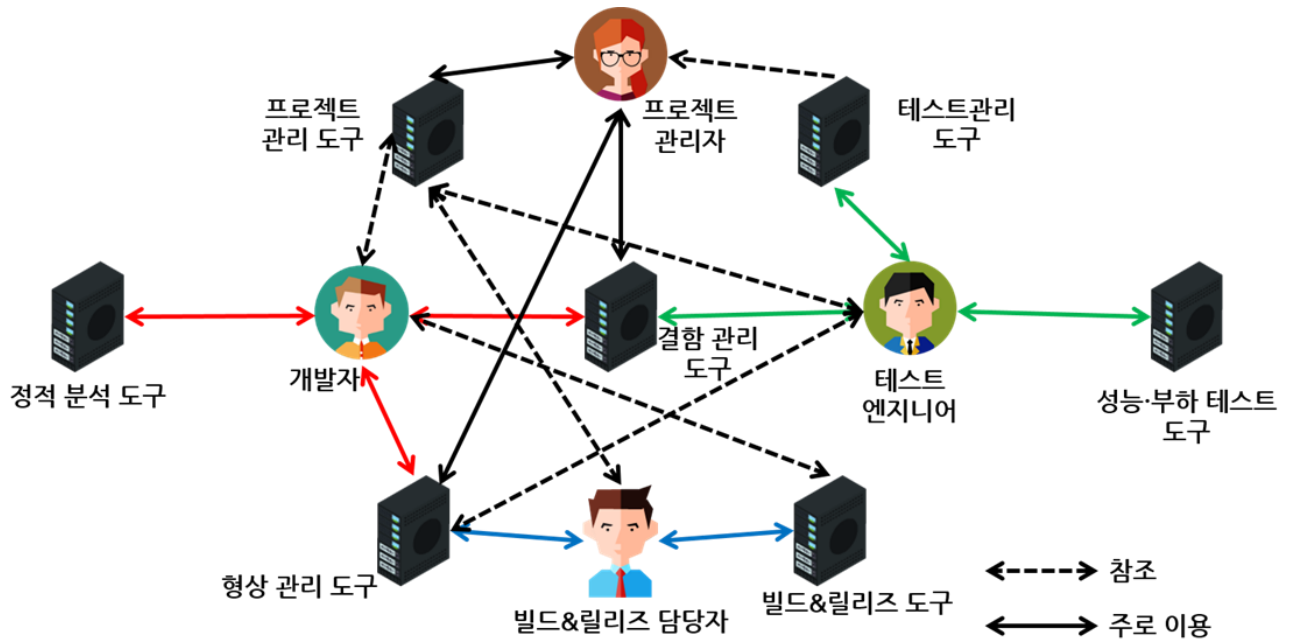 프로젝트
관리 도구
프로젝트
관리자
테스트관리
도구
정적 분석 도구
개발자
결함 관리
도구
테스트
엔지니어
성능·부하 테스트
도구
형상 관리 도구
빌드&릴리즈 담당자
빌드&릴리즈 도구
참조
주로 이용